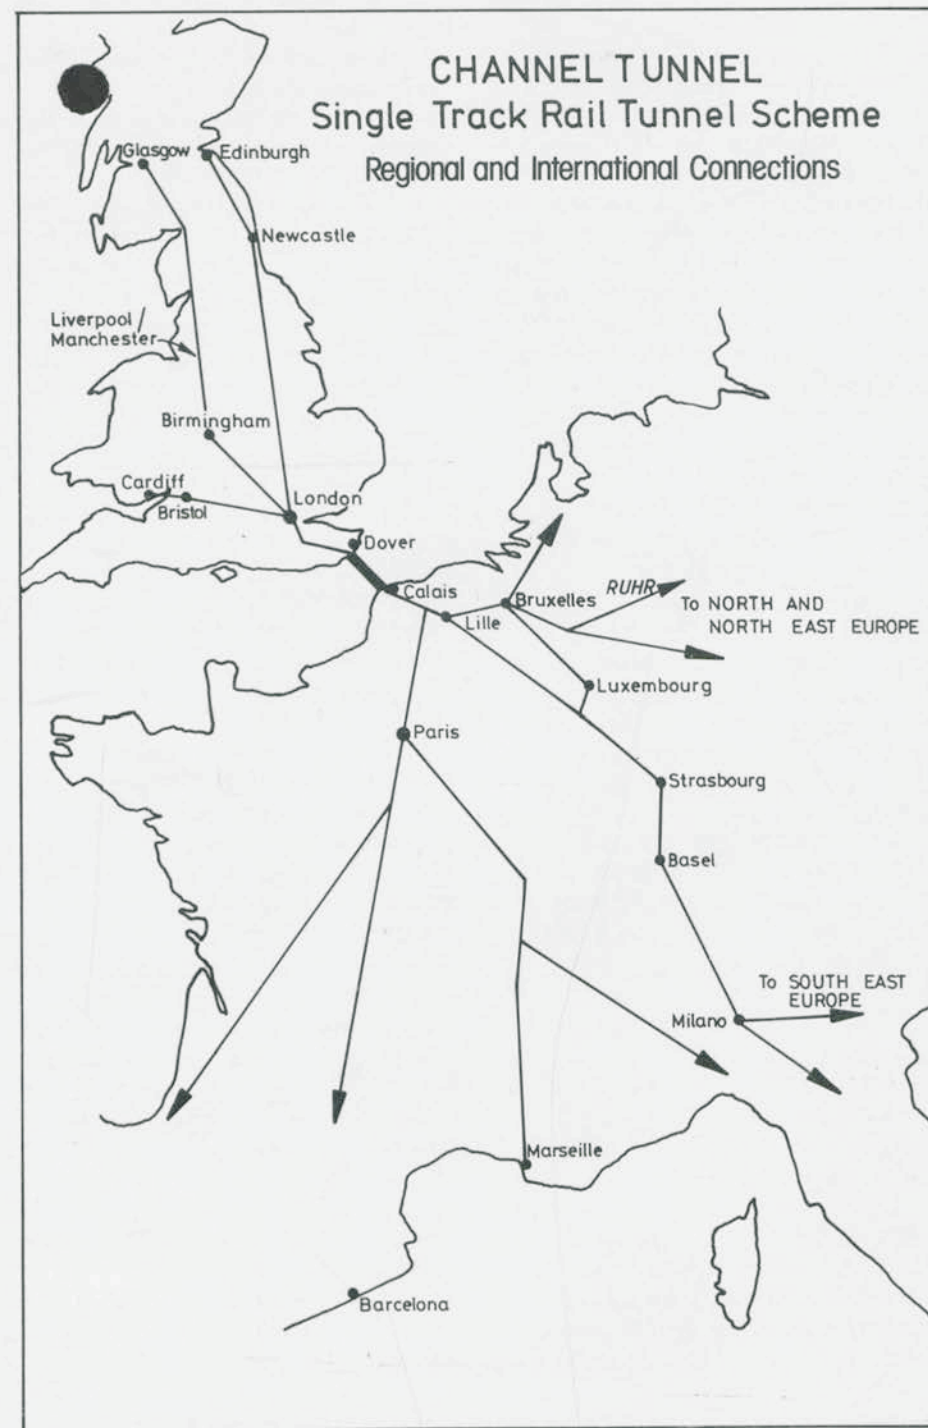 CHANNEL TUNNEL
Single Track Rail Tunnel Scheme
Regional and International Connections
Glasgow
Edinburgh
Newcastle
Liverpool /
Manchester
Birmingham
Cardiff
Bristol
London
Dover
Calais
Lille
Bruxelles
RUHR
To NORTH AND
NORTH EAST EUROPE
Luxembourg
Paris
Strasbourg
Basel
To SOUTH EAST
EUROPE
Milano
Marseille
Barcelona